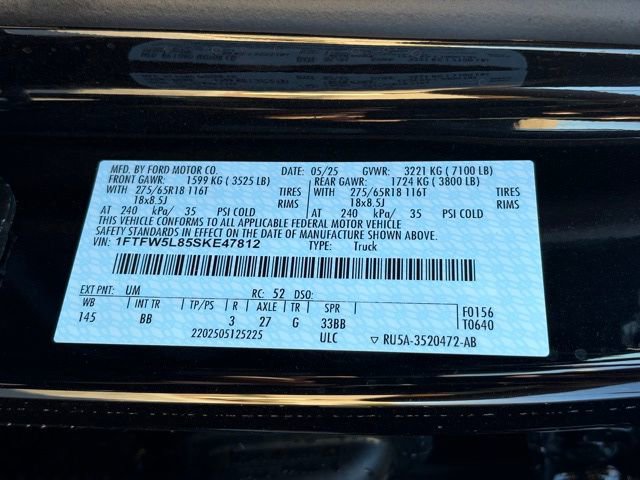 MFD. BY FORD MOTOR CO. DATE: 05/25 GVWR: 3221 KG ( 7100 LB)
FRONT GAWR: 1599 KG ( 3525 LB) REAR GAWR: 1724 KG ( 3800 LB)
WITH 275/65R18 116T TIRES WITH 275/65R18 116T TIRES
18x8.5J RIMS 18x8.5J RIMS
AT 240 kPa/ 35 PSI COLD AT 240 kPa/ 35 PSI COLD
THIS VEHICLE CONFORMS TO ALL APPLICABLE FEDERAL MOTOR VEHICLE
SAFETY STANDARDS IN EFFECT ON THE DATE OF MANUFACTURE SHOWN ABOVE.
VIN: 1FTFW5L85SKE47812 TYPE: Truck
EXT PNT: UM RC: 52 DSO:
WB INT TR TP/PS R AXLE TR SPR F0156
145 BB 3 27 G 33BB T0640
2202505125225 ULC ▽ RU5A-3520472-AB